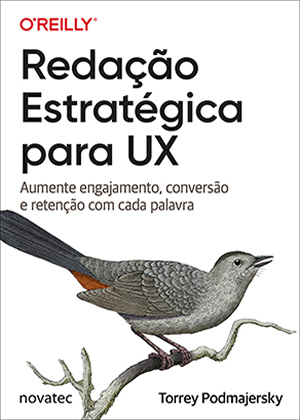 O'REILLY®
Redação
Estratégica
para UX
Aumente engajamento, conversão
e retenção com cada palavra
novatec
Torrey Podmajersky